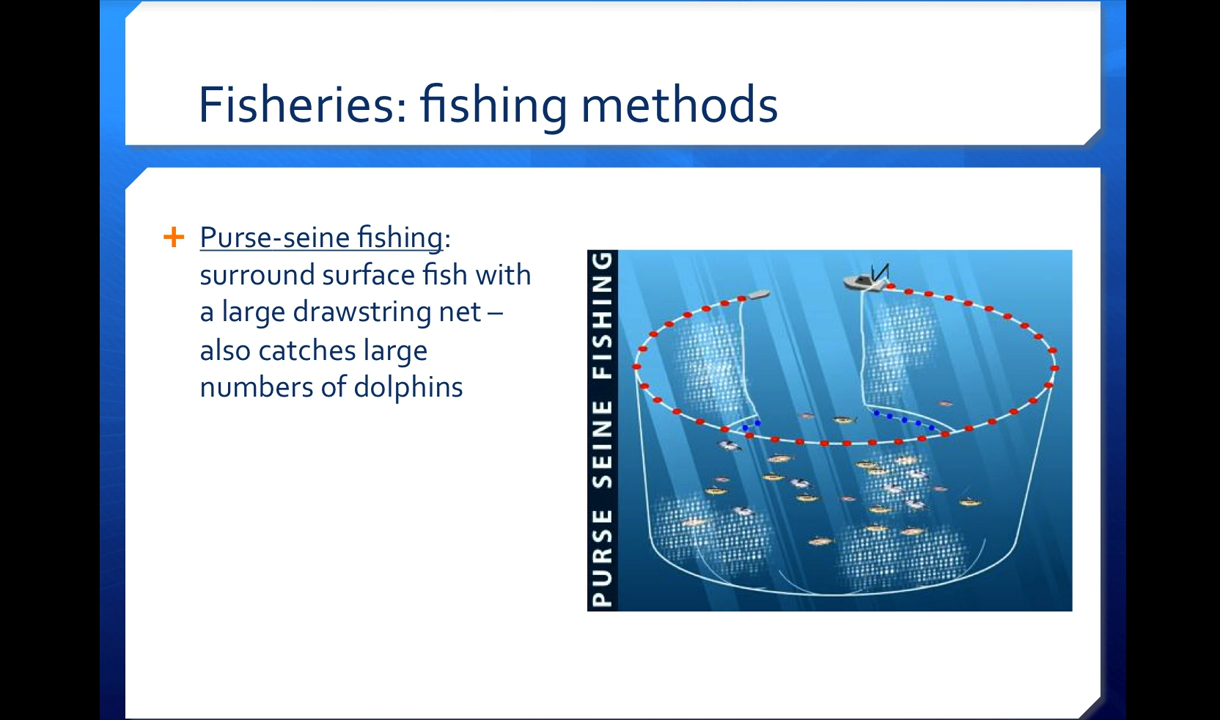 Fisheries: fishing methods
Purse-seine fishing:
surround surface fish with
a large drawstring net –
also catches large
numbers of dolphins
PURSE SEINE FISHING